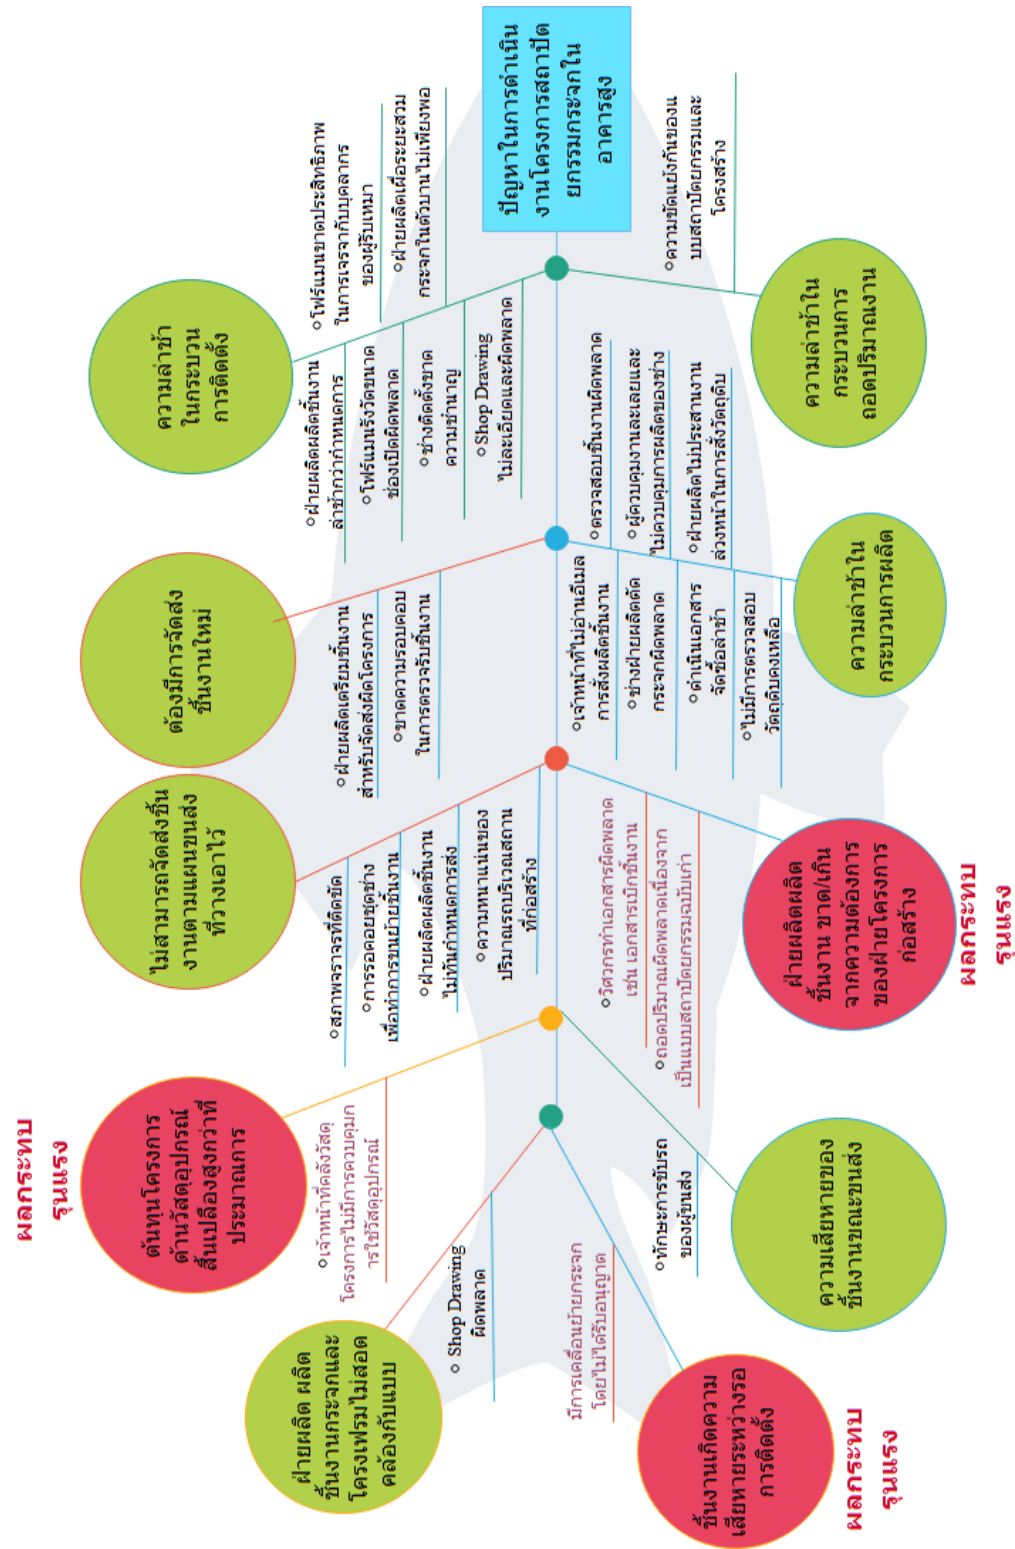 ปัญหาในการดำเนิน
งานโครงการสถาปัต
ยกรรมกระจกใน
อาคารสูง
ความล่าช้า
ในกระบวน
การติดตั้ง
โฟร์แมนขาดประสิทธิภาพ
ในการเจรจากับบุคลากร
ของผู้รับเหมา
ฝ่ายผลิตเผื่อระยะสวม
กระจกในตัวบานไม่เพียงพอ
ฝ่ายผลิตผลิตชิ้นงาน
ล่าช้ากว่ากำหนดการ
โฟร์แมนรังวัดขนาด
ช่องเปิดผิดพลาด
ช่างติดตั้งขาด
ความชำนาญ
Shop Drawing
ไม่ละเอียดและผิดพลาด
ต้องมีการจัดส่ง
ชิ้นงานใหม่
ฝ่ายผลิตเตรียมชิ้นงาน
สำหรับจัดส่งผิดโครงการ
ขาดความรอบคอบ
ในการตรวจรับชิ้นงาน
ไม่สามารถจัดส่งชิ้น
งานตามแผนขนส่ง
ที่วางเอาไว้
สภาพจราจรที่ติดขัด
การรอคอยชุดช่าง
เพื่อทำการขนย้ายชิ้นงาน
ฝ่ายผลิตผลิตชิ้นงาน
ไม่ทันกำหนดการส่ง
ความหนาแน่นของ
ปริมาณรถบริเวณสถาน
ที่ก่อสร้าง
ผลกระทบ
รุนแรง
ต้นทุนโครงการ
ด้านวัสดุอุปกรณ์
สิ้นเปลืองสูงกว่าที่
ประมาณการ
เจ้าหน้าที่คลังวัสดุ
โครงการไม่มีการควบคุมก
ารใช้วัสดุอุปกรณ์
ฝ่ายผลิต ผลิต
ชิ้นงานกระจกและ
โครงเฟรมไม่สอด
คล้องกับแบบ
Shop Drawing
ผิดพลาด
ความขัดแย้งกันของแ
บบสถาปัตยกรรมและ
โครงสร้าง
ความล่าช้าใน
กระบวนการ
ถอดปริมาณงาน
ตรวจสอบชิ้นงานผิดพลาด
ผู้ควบคุมงานละเลยและ
ไม่ควบคุมการผลิตของช่าง
ฝ่ายผลิตไม่ประสานงาน
ล่วงหน้าในการสั่งวัตถุดิบ
เจ้าหน้าที่ไม่อ่านอีเมล
การสั่งผลิตชิ้นงาน
ช่างฝ่ายผลิตตัด
กระจกผิดพลาด
ดำเนินเอกสาร
จัดซื้อล่าช้า
ไม่มีการตรวจสอบ
วัตถุดิบคงเหลือ
ความล่าช้าใน
กระบวนการผลิต
วิศวกรทำเอกสารผิดพลาด
เช่น เอกสารเบิกชิ้นงาน
ถอดปริมาณผิดพลาดเนื่องจาก
เป็นแบบสถาปัตยกรรมฉบับเก่า
ฝ่ายผลิตผลิต
ชิ้นงาน ขาด/เกิน
จากความต้องการ
ของฝ่ายโครงการ
ก่อสร้าง
ผลกระทบ
รุนแรง
ทักษะการขับรถ
ของผู้ขนส่ง
ความเสียหายของ
ชิ้นงานขณะขนส่ง
มีการเคลื่อนย้ายกระจก
โดยไม่ได้รับอนุญาต
ชิ้นงานเกิดความ
เสียหายระหว่างรอ
การติดตั้ง
ผลกระทบ
รุนแรง